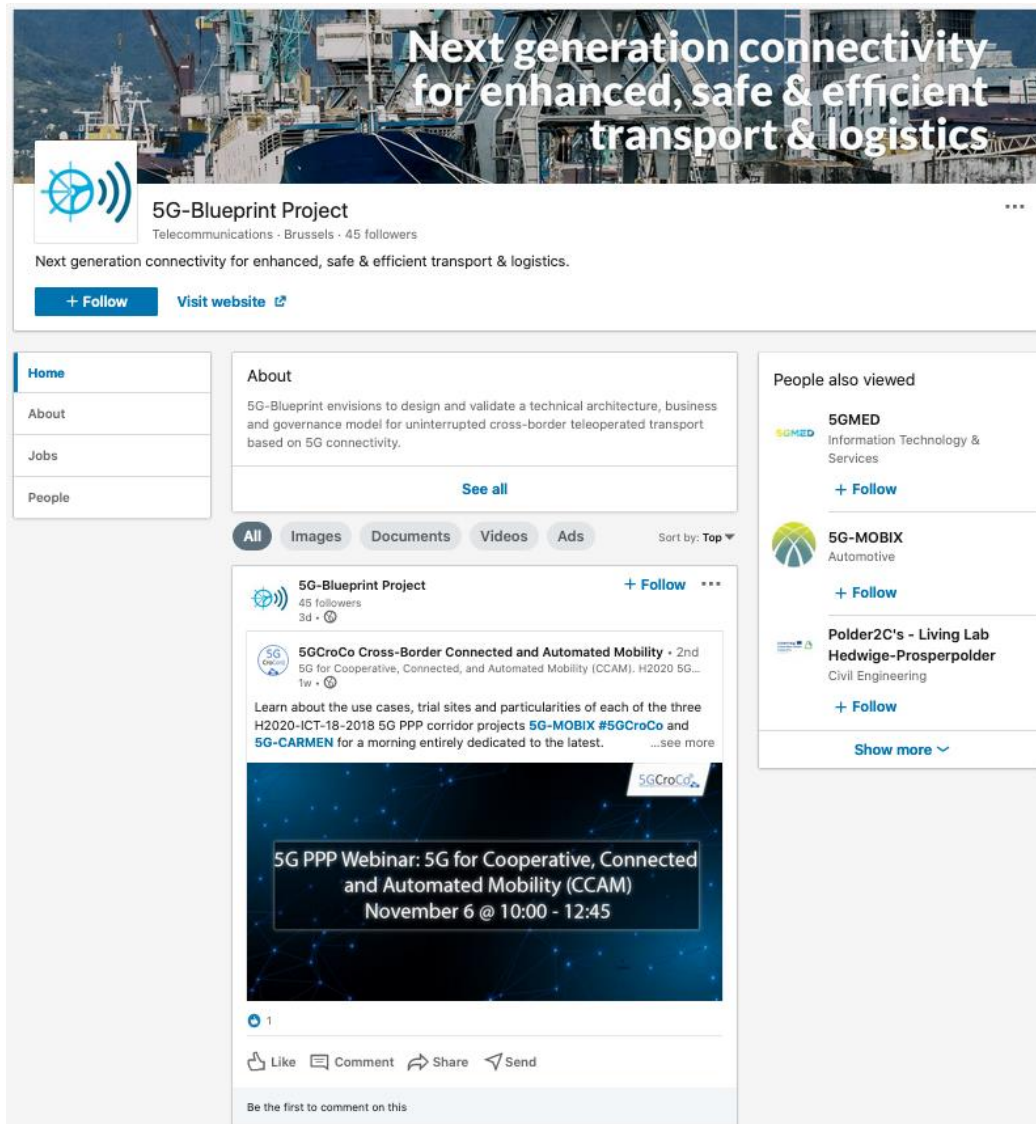 Next generation connectivity
for enhanced, safe & efficient
transport & logistics
5G-Blueprint Project
Telecommunications · Brussels · 45 followers
Next generation connectivity for enhanced, safe & efficient transport & logistics.
+ Follow
Visit website
Home
About
Jobs
People
About
5G-Blueprint envisions to design and validate a technical architecture, business
and governance model for uninterrupted cross-border teleoperated transport
based on 5G connectivity.
See all
All
Images
Documents
Videos
Ads
Sort by: Top
5G-Blueprint Project
+ Follow
45 followers
3d •
5G
CroCo
5GCroCo Cross-Border Connected and Automated Mobility • 2nd
5G for Cooperative, Connected, and Automated Mobility (CCAM). H2020 5G...
1w •
Learn about the use cases, trial sites and particularities of each of the three
H2020-ICT-18-2018 5G PPP corridor projects 5G-MOBIX #5GCroCo and
5G-CARMEN for a morning entirely dedicated to the latest. ...see more
5GCroCo
5G PPP Webinar: 5G for Cooperative, Connected
and Automated Mobility (CCAM)
November 6 @ 10:00 - 12:45
1
Like
Comment
Share
Send
Be the first to comment on this
People also viewed
5GMED
5GMED
Information Technology &
Services
+ Follow
5G-MOBIX
Automotive
+ Follow
Polder2C's - Living Lab
Hedwige-Prosperpolder
Civil Engineering
+ Follow
Show more